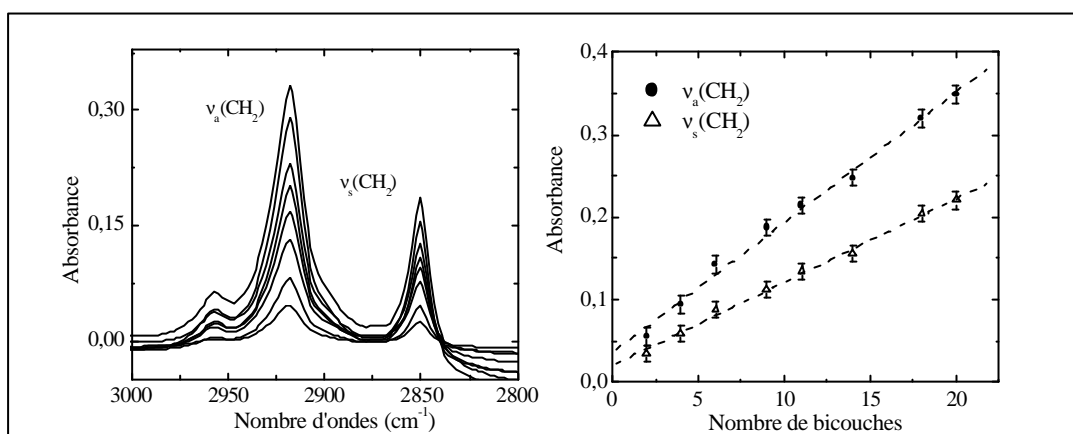 0,30
0,15
0,00
Absorbance
νₐ(CH₂)
νₛ(CH₂)
3000 2950 2900 2850 2800
Nombre d'ondes (cm⁻¹)
0,4
0,3
0,2
0,1
0,0
Absorbance
νₐ(CH₂)
νₛ(CH₂)
0 5 10 15 20
Nombre de bicouches